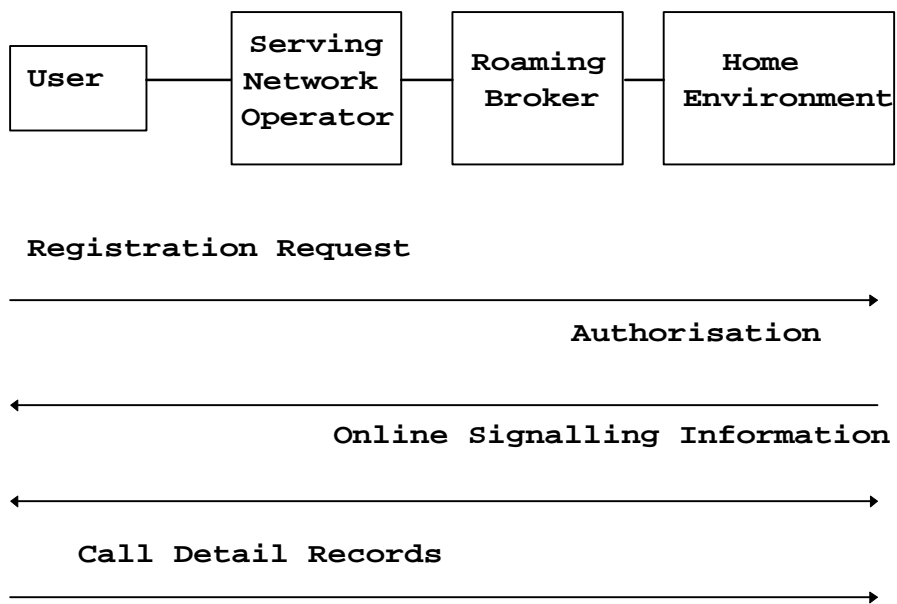 User
Serving
Network
Operator
Roaming
Broker
Home
Environment
Registration Request
Authorisation
Online Signalling Information
Call Detail Records